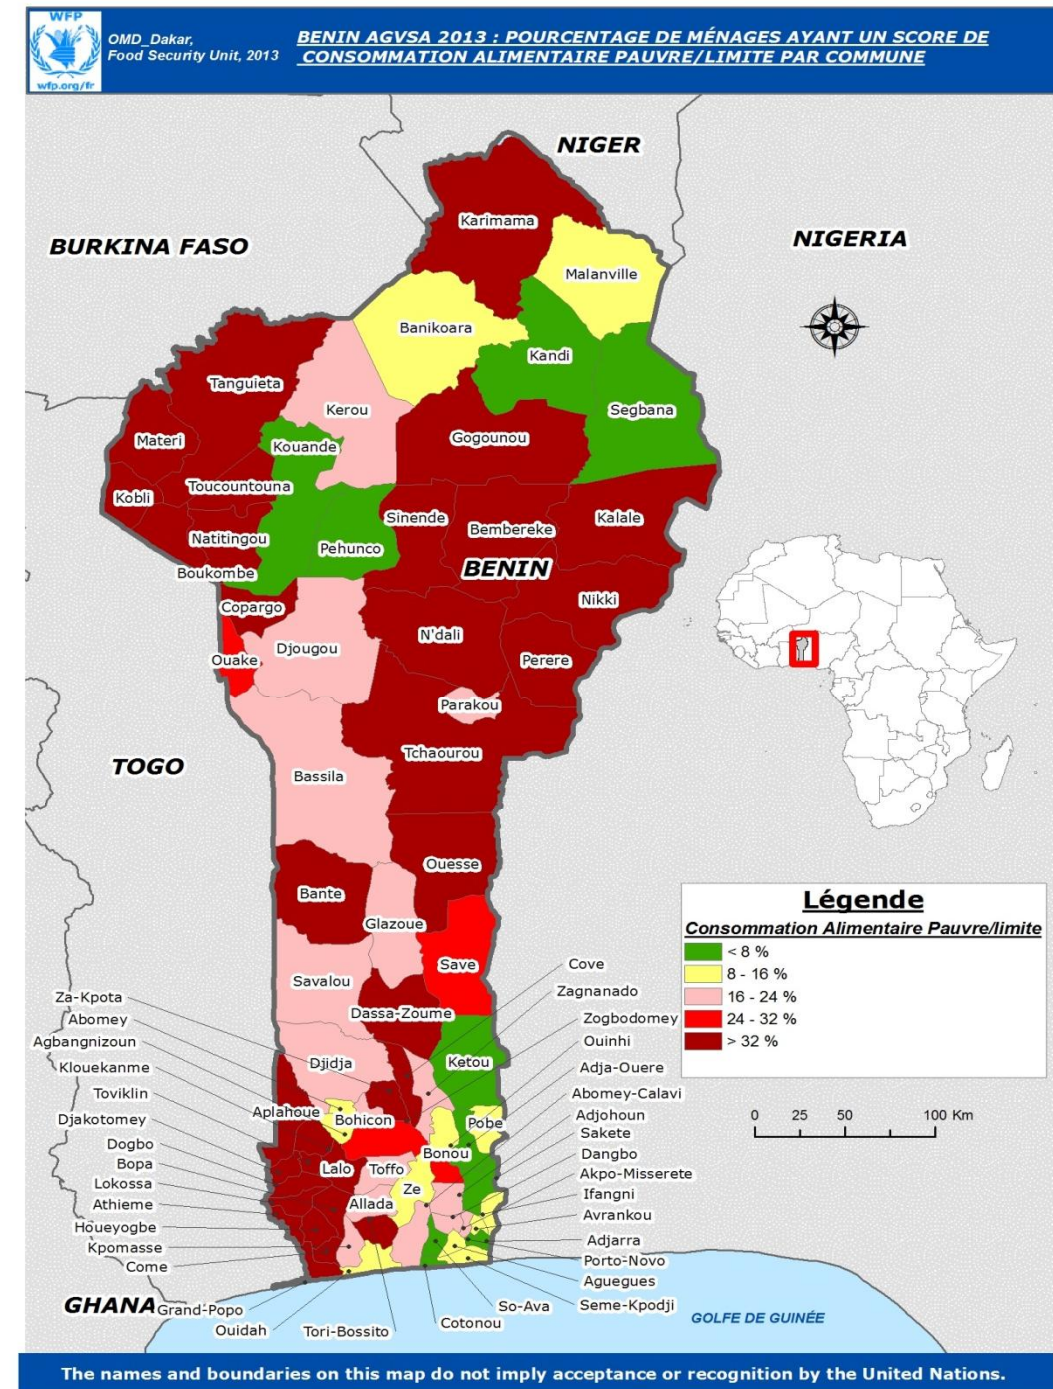 WFP
wfp.org/fr
OMD_Dakar,
Food Security Unit, 2013
BENIN AGVSA 2013 : POURCENTAGE DE MÉNAGES AYANT UN SCORE DE
CONSOMMATION ALIMENTAIRE PAUVRE/LIMITE PAR COMMUNE
NIGER
BURKINA FASO
NIGERIA
Karimama
Malanville
Banikoara
Kandi
Tanguieta
Kerou
Segbana
Materi
Kouande
Gogounou
Kobli
Toucountouna
Sinende
Bembereke
Kalale
Natitingou
Pehunco
BENIN
Boukombe
Nikki
Copargo
N'dali
Ouake
Djougou
Perere
Parakou
TOGO
Bassila
Tchaourou
Ouesse
Bante
Glazoue
Save
Savalou
Dassa-Zoume
Djidja
Ketou
Aplahoue
Bohicon
Pobe
Bonou
Lalo
Toffo
Ze
Allada
Za-Kpota
Abomey
Agbangnizoun
Klouekanme
Toviklin
Djakotomey
Dogbo
Bopa
Lokossa
Athieme
Houeyogbe
Kpomasse
Come
GHANA
Grand-Popo
Ouidah
Tori-Bossito
Cotonou
So-Ava
Cove
Zagnanado
Zogbodomey
Ouinhi
Adja-Ouere
Abomey-Calavi
Adjohoun
Sakete
Dangbo
Akpo-Misserete
Ifangni
Avrankou
Adjarra
Porto-Novo
Aguegues
Seme-Kpodji
GOLFE DE GUINÉE
Légende
Consommation Alimentaire Pauvre/limite
< 8 %
8 - 16 %
16 - 24 %
24 - 32 %
> 32 %
0 25 50 100 Km
The names and boundaries on this map do not imply acceptance or recognition by the United Nations.